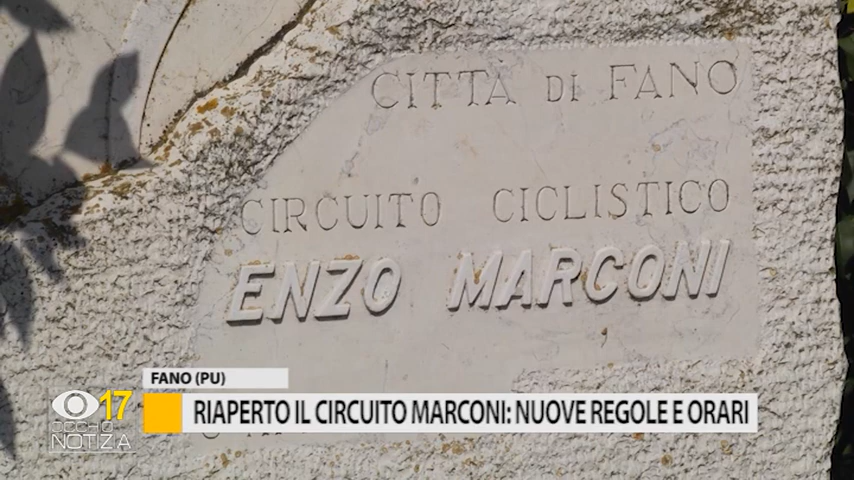 CITTÀ DI FANO
CIRCUITO CICLISTICO
ENZO MARCONI
FANO (PU)
RIAPERTO IL CIRCUITO MARCONI: NUOVE REGOLE E ORARI
17
OCCHIO
NOTIZIA